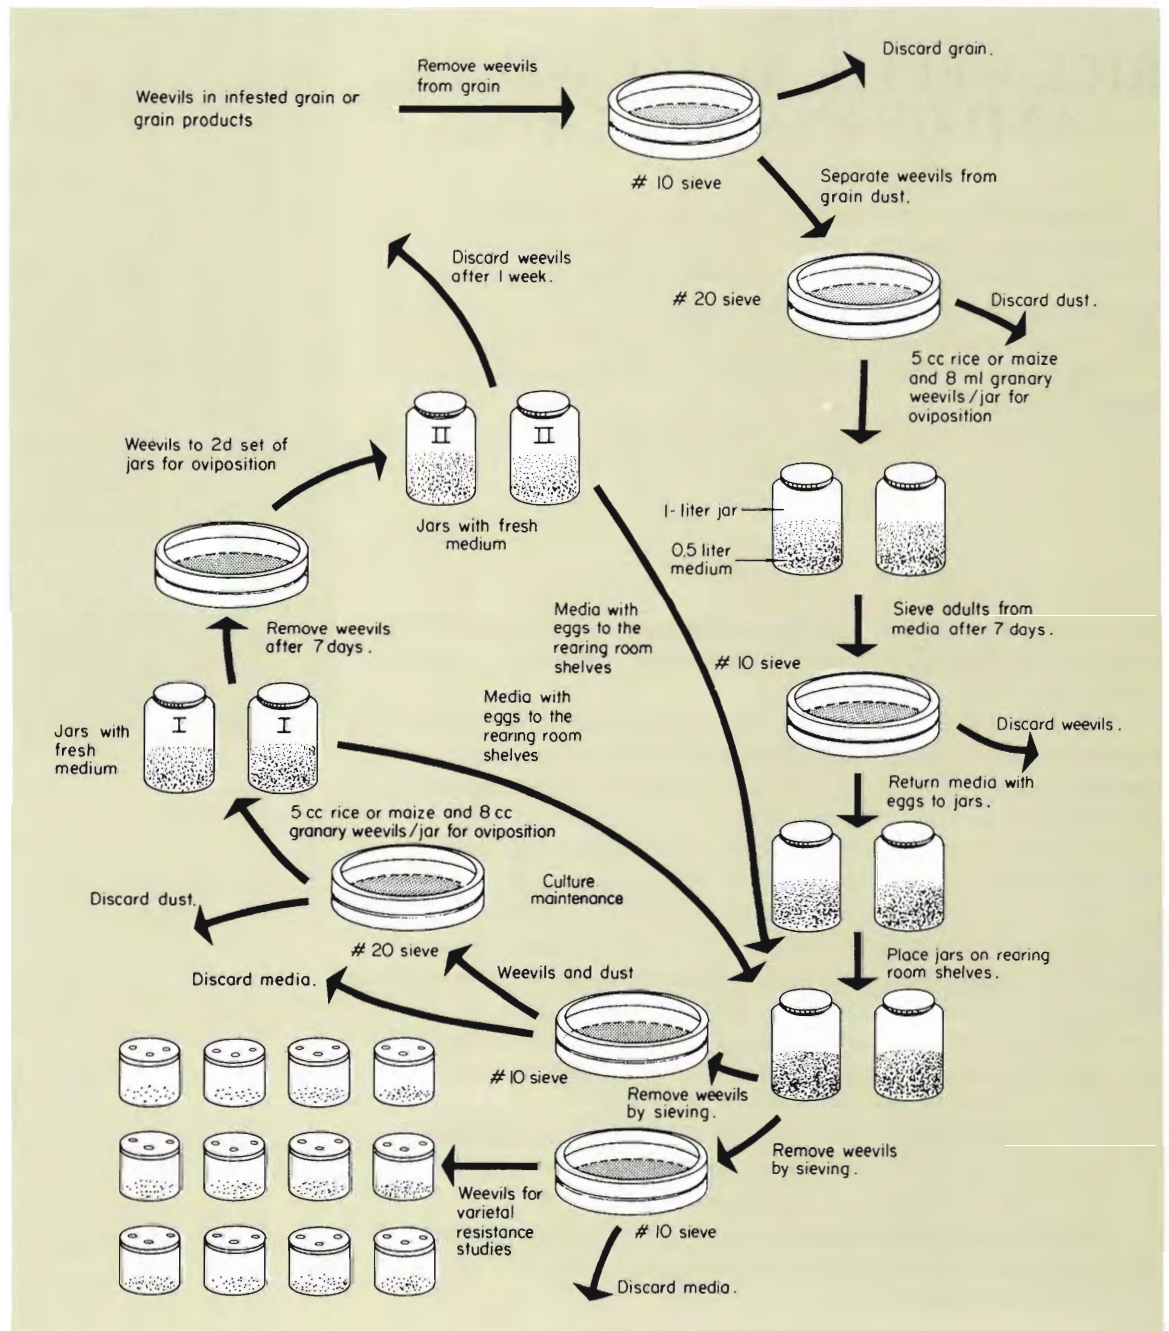 Discard grain.
Remove weevils
from grain
Weevils in infested grain or
grain products
# 10 sieve
Separate weevils from
grain dust.
Discard weevils
after 1 week.
# 20 sieve
Discard dust.
5 cc rice or maize
and 8 ml granary
weevils/jar for
oviposition
Weevils to 2d set of
jars for oviposition
II
II
Jars with fresh
medium
1-liter jar
0.5 liter
medium
Sieve adults from
media after 7 days.
Remove weevils
after 7 days.
Media with
eggs to the
rearing room
shelves
# 10 sieve
I
I
Jars with
fresh
medium
Media with
eggs to the
rearing room
shelves
Discard weevils.
Return media with
eggs to jars.
5 cc rice or maize and 8 cc
granary weevils/jar for oviposition
Culture
maintenance
Discard dust.
# 20 sieve
Place jars on rearing
room shelves.
Weevils and dust
Discard media.
# 10 sieve
Remove weevils
by sieving.
Remove weevils
by sieving.
Weevils for
varietal
resistance
studies
# 10 sieve
Discard media.